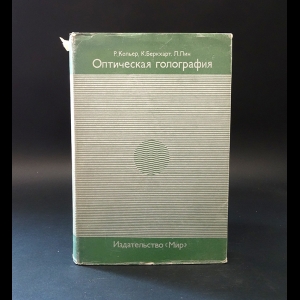 Р. Кольер, К. Беркхарт, П. Лин
Оптическая голография
Издательство «Мир»